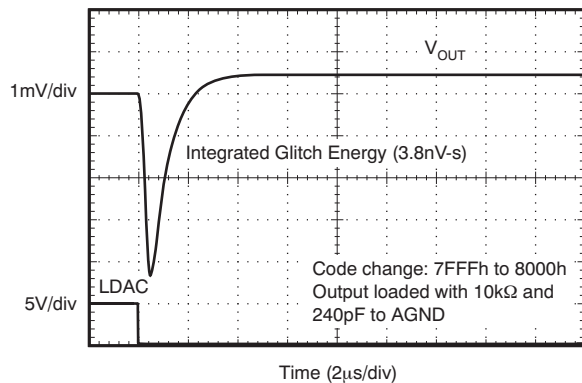 V_OUT
1mV/div
Integrated Glitch Energy (3.8nV-s)
LDAC
Code change: 7FFFh to 8000h
Output loaded with 10kΩ and
240pF to AGND
5V/div
Time (2μs/div)